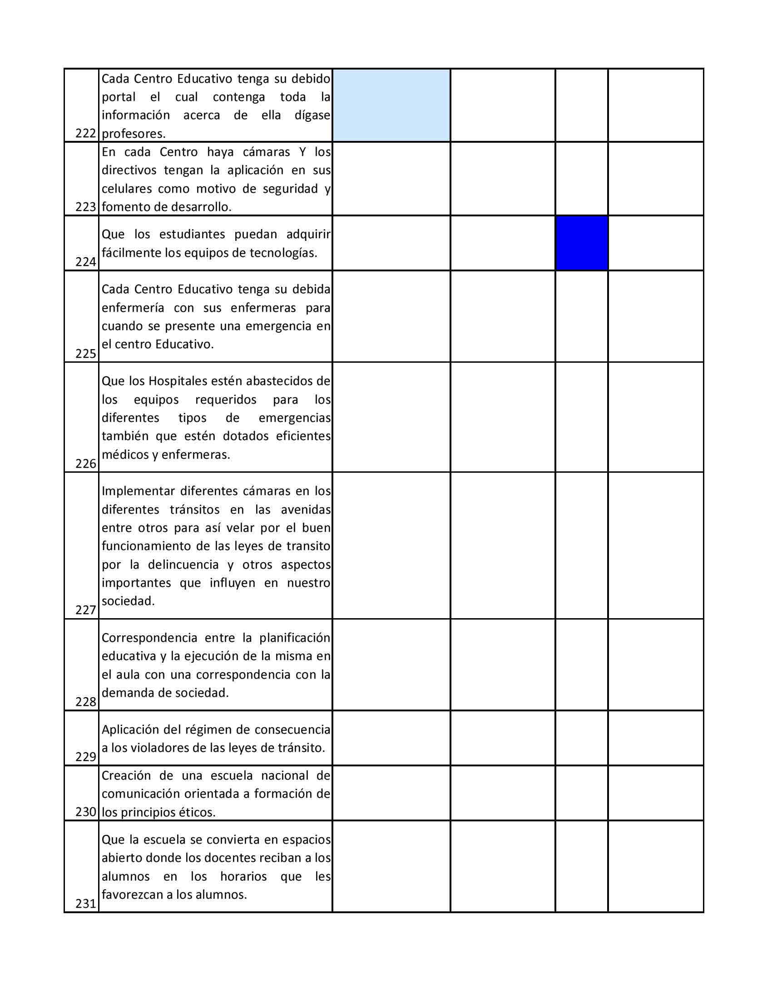 Cada Centro Educativo tenga su debido
portal el cual contenga toda la
información acerca de ella dígase
222 profesores.
En cada Centro haya cámaras Y los
directivos tengan la aplicación en sus
celulares como motivo de seguridad y
223 fomento de desarrollo.
Que los estudiantes puedan adquirir
fácilmente los equipos de tecnologías.
224
Cada Centro Educativo tenga su debida
enfermería con sus enfermeras para
cuando se presente una emergencia en
el centro Educativo.
225
Que los Hospitales estén abastecidos de
los equipos requeridos para los
diferentes tipos de emergencias
también que estén dotados eficientes
médicos y enfermeras.
226
Implementar diferentes cámaras en los
diferentes tránsitos en las avenidas
entre otros para así velar por el buen
funcionamiento de las leyes de transito
por la delincuencia y otros aspectos
importantes que influyen en nuestro
sociedad.
227
Correspondencia entre la planificación
educativa y la ejecución de la misma en
el aula con una correspondencia con la
demanda de sociedad.
228
Aplicación del régimen de consecuencia
a los violadores de las leyes de tránsito.
229
Creación de una escuela nacional de
comunicación orientada a formación de
230 los principios éticos.
Que la escuela se convierta en espacios
abierto donde los docentes reciban a los
alumnos en los horarios que les
favorezcan a los alumnos.
231